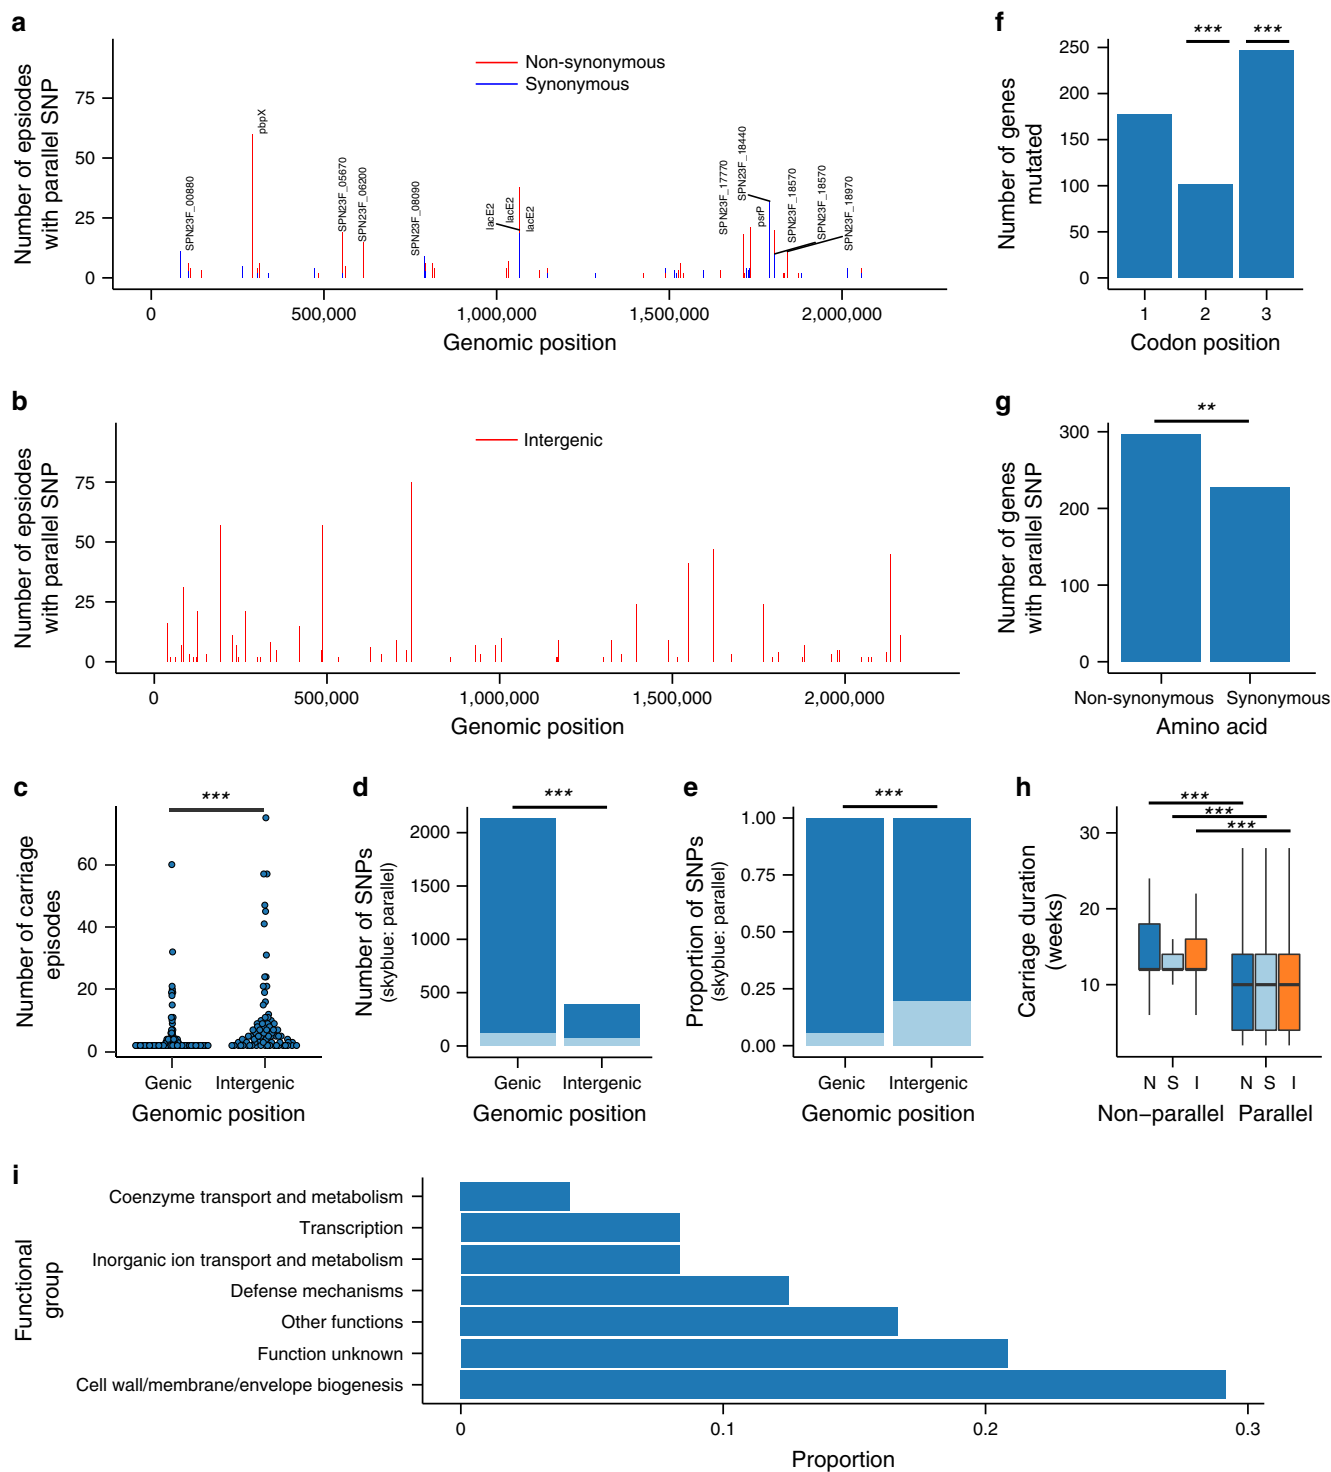 a
Number of epsiodes
with parallel SNP
75
50
25
0
Non-synonymous
Synonymous
SPN23F_00880
pbpX
SPN23F_05670
SPN23F_06200
SPN23F_08090
lacE2
lacE2
lacE2
SPN23F_17770
SPN23F_18440
psrP
SPN23F_18570
SPN23F_18570
SPN23F_18970
0
500,000
1,000,000
1,500,000
2,000,000
Genomic position
f
Number of genes
mutated
250
200
150
100
50
0
***
***
1
2
3
Codon position
b
Number of epsiodes
with parallel SNP
75
50
25
0
Intergenic
0
500,000
1,000,000
1,500,000
2,000,000
Genomic position
g
Number of genes
with parallel SNP
300
200
100
0
**
Non-synonymous
Synonymous
Amino acid
c
Number of carriage
episodes
60
40
20
0
***
Genic
Intergenic
Genomic position
d
Number of SNPs
(skyblue: parallel)
2000
1500
1000
500
0
***
Genic
Intergenic
Genomic position
e
Proportion of SNPs
(skyblue: parallel)
1.00
0.75
0.50
0.25
0.00
***
Genic
Intergenic
Genomic position
h
Carriage duration
(weeks)
30
20
10
***
***
***
N S I
N S I
Non–parallel
Parallel
i
Functional
group
Coenzyme transport and metabolism
Transcription
Inorganic ion transport and metabolism
Defense mechanisms
Other functions
Function unknown
Cell wall/membrane/envelope biogenesis
0
0.1
0.2
0.3
Proportion